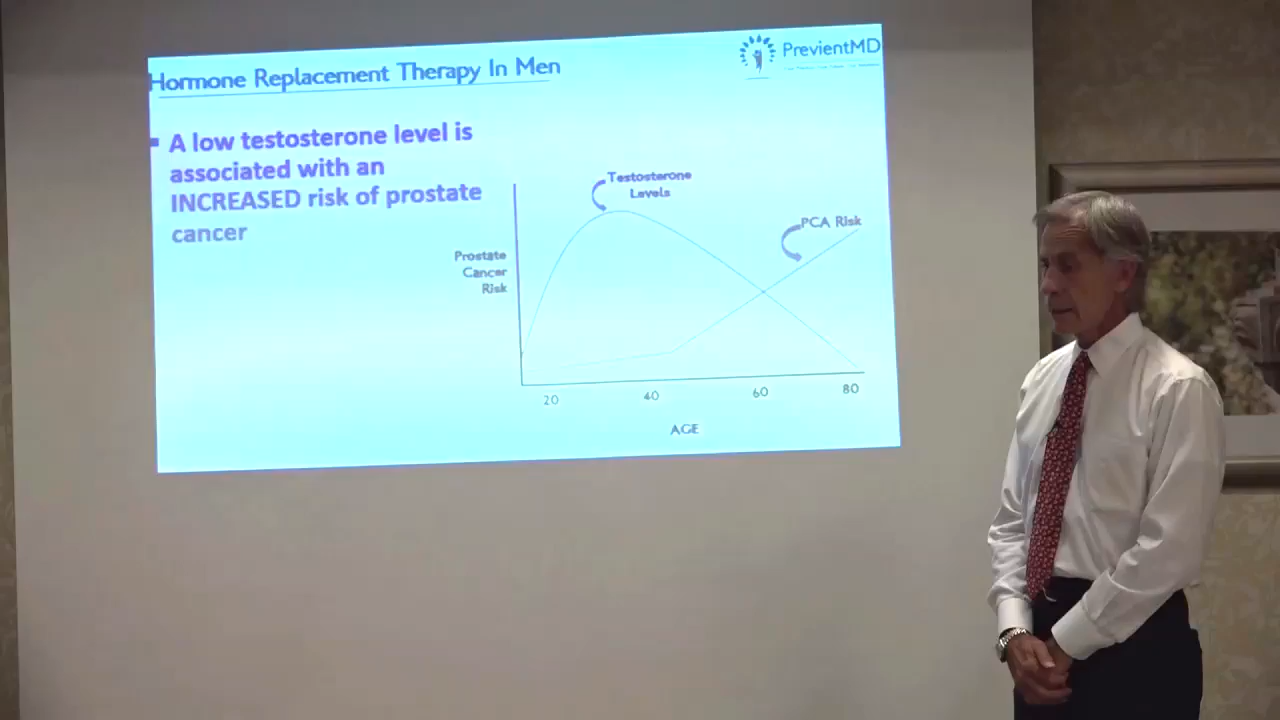 Hormone Replacement Therapy In Men
PrevientMD
A low testosterone level is
associated with an
INCREASED risk of prostate
cancer
Testosterone
Levels
PCA Risk
Prostate
Cancer
Risk
20 40 60 80
AGE